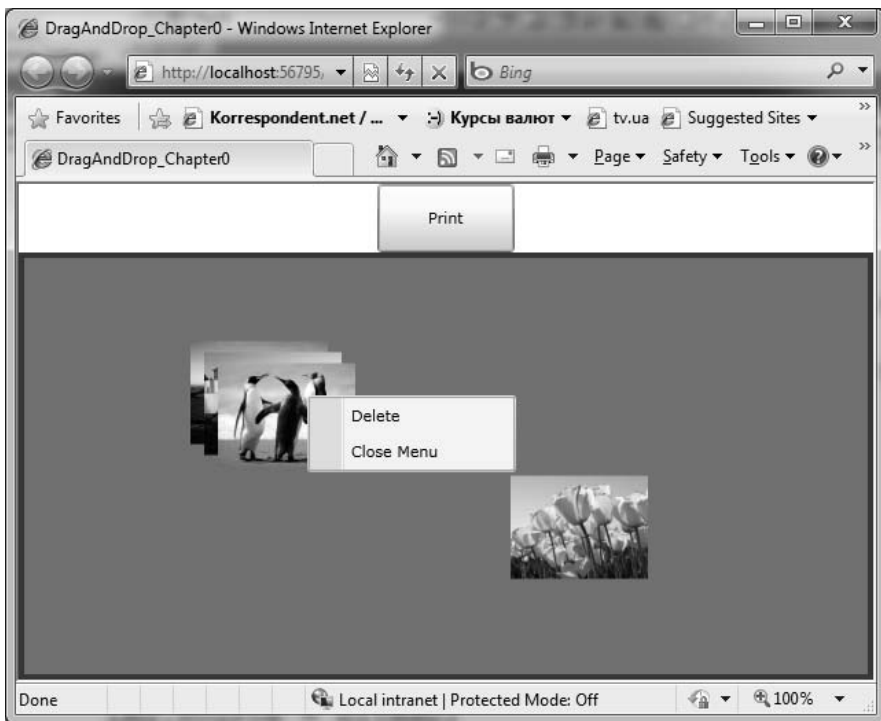 DragAndDrop_Chapter0 - Windows Internet Explorer
http://localhost:56795,
Bing
Favorites
Korrespondent.net / ...
Курсы валют
tv.ua
Suggested Sites
DragAndDrop_Chapter0
Page
Safety
Tools
Print
Delete
Close Menu
Done
Local intranet | Protected Mode: Off
100%